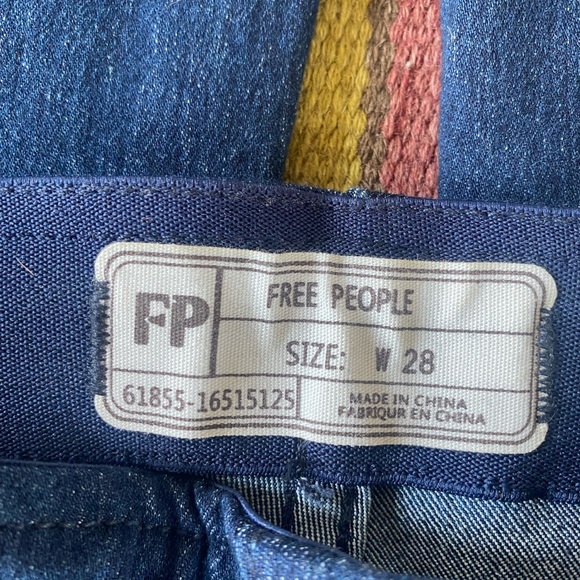 FP
FREE PEOPLE
SIZE: W 28
61855-16515125
MADE IN CHINA
FABRIQUR EN CHINA